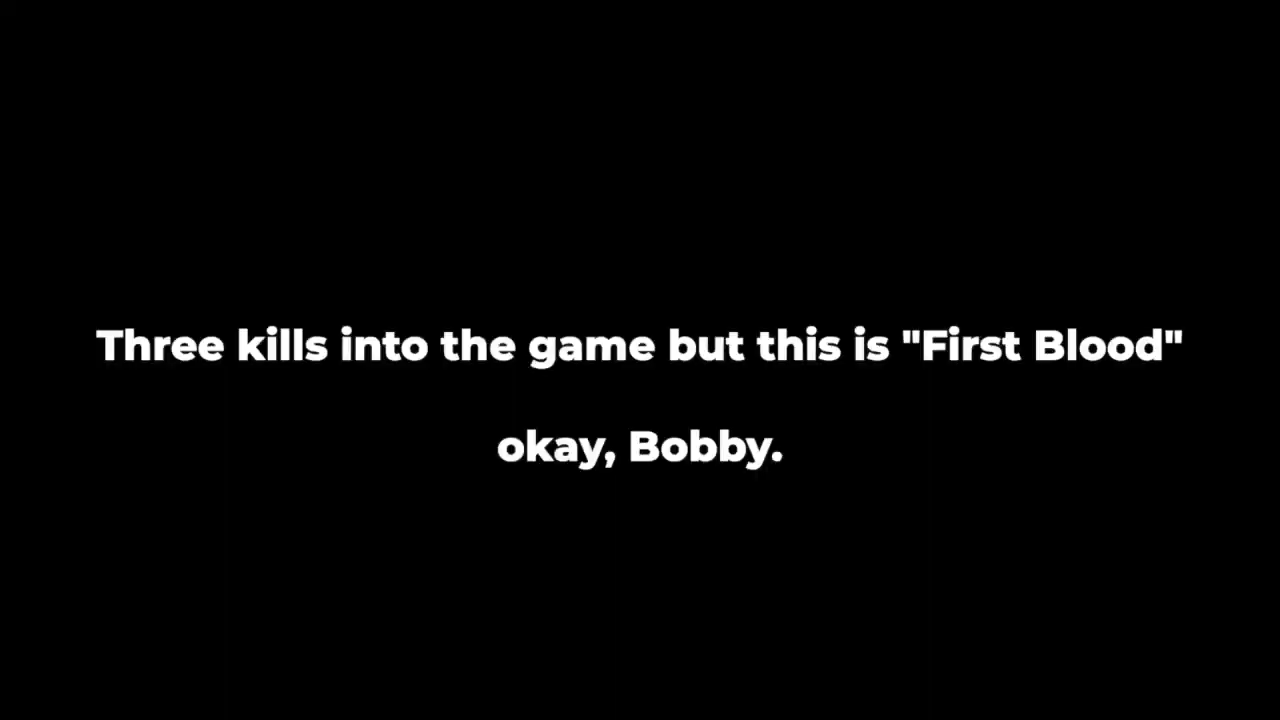 Three kills into the game but this is "First Blood"
okay, Bobby.